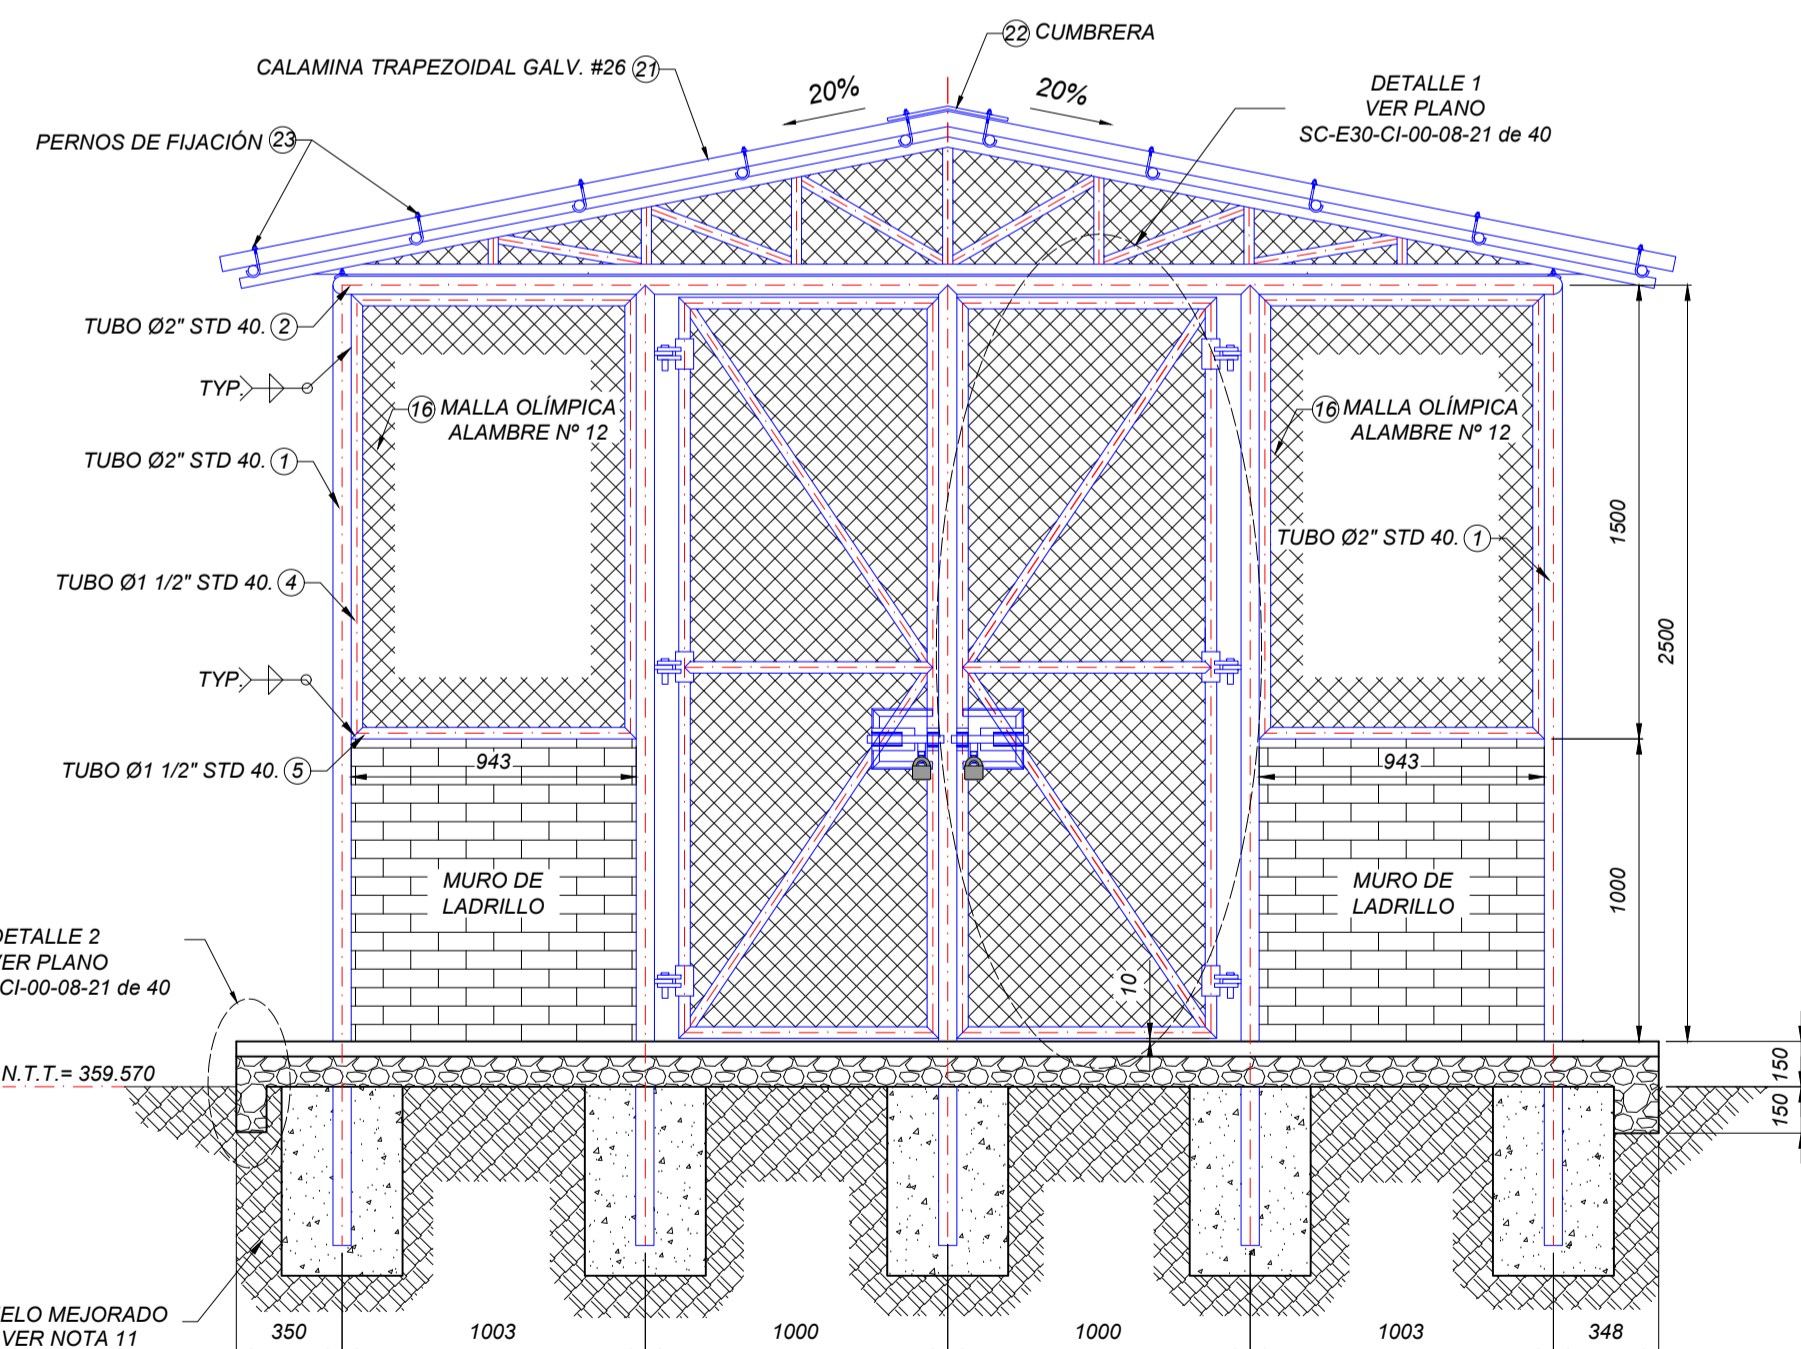 22 CUMBRERA
CALAMINA TRAPEZOIDAL GALV. #26 21
20%
20%
DETALLE 1
VER PLANO
SC-E30-CI-00-08-21 de 40
PERNOS DE FIJACIÓN 23
TUBO Ø2" STD 40. 2
TYP.
16 MALLA OLÍMPICA
ALAMBRE Nº 12
16 MALLA OLÍMPICA
ALAMBRE Nº 12
TUBO Ø2" STD 40. 1
1500
TUBO Ø2" STD 40. 1
2500
TUBO Ø1 1/2" STD 40. 4
TYP.
TUBO Ø1 1/2" STD 40. 5
943
943
MURO DE
LADRILLO
MURO DE
LADRILLO
1000
DETALLE 2
VER PLANO
CI-00-08-21 de 40
10
N.T.T.= 359.570
150
150
ELO MEJORADO
VER NOTA 11
350
1003
1000
1000
1003
348